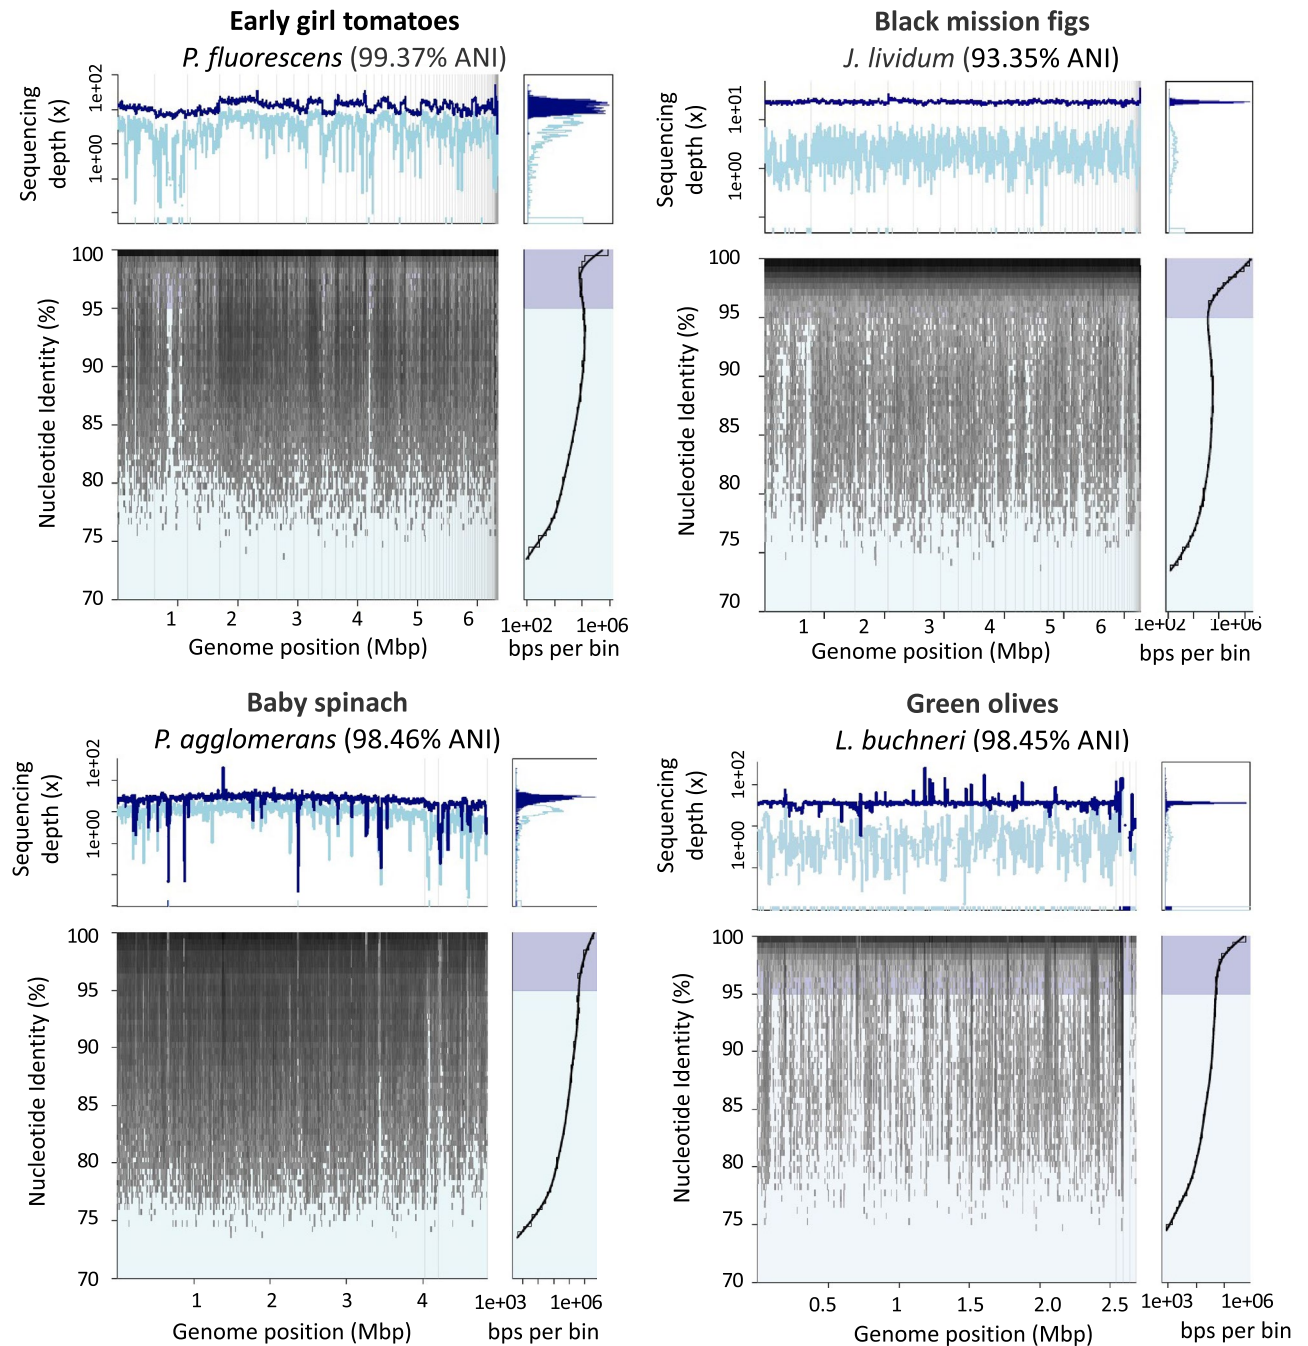 Early girl tomatoes
P. fluorescens (99.37% ANI)
Sequencing
depth (x)
1e+02
1e+00
100
95
90
85
80
75
70
Nucleotide Identity (%)
1 2 3 4 5 6
Genome position (Mbp)
1e+02 1e+06
bps per bin
Black mission figs
J. lividum (93.35% ANI)
Sequencing
depth (x)
1e+01
1e+00
100
95
90
85
80
75
70
Nucleotide Identity (%)
1 2 3 4 5 6
Genome position (Mbp)
1e+02 1e+06
bps per bin
Baby spinach
P. agglomerans (98.46% ANI)
Sequencing
depth (x)
1e+02
1e+00
100
95
90
85
80
75
70
Nucleotide Identity (%)
1 2 3 4
Genome position (Mbp)
1e+03 1e+06
bps per bin
Green olives
L. buchneri (98.45% ANI)
Sequencing
depth (x)
1e+02
1e+00
100
95
90
85
80
75
70
Nucleotide Identity (%)
0.5 1 1.5 2.0 2.5
Genome position (Mbp)
1e+03 1e+06
bps per bin